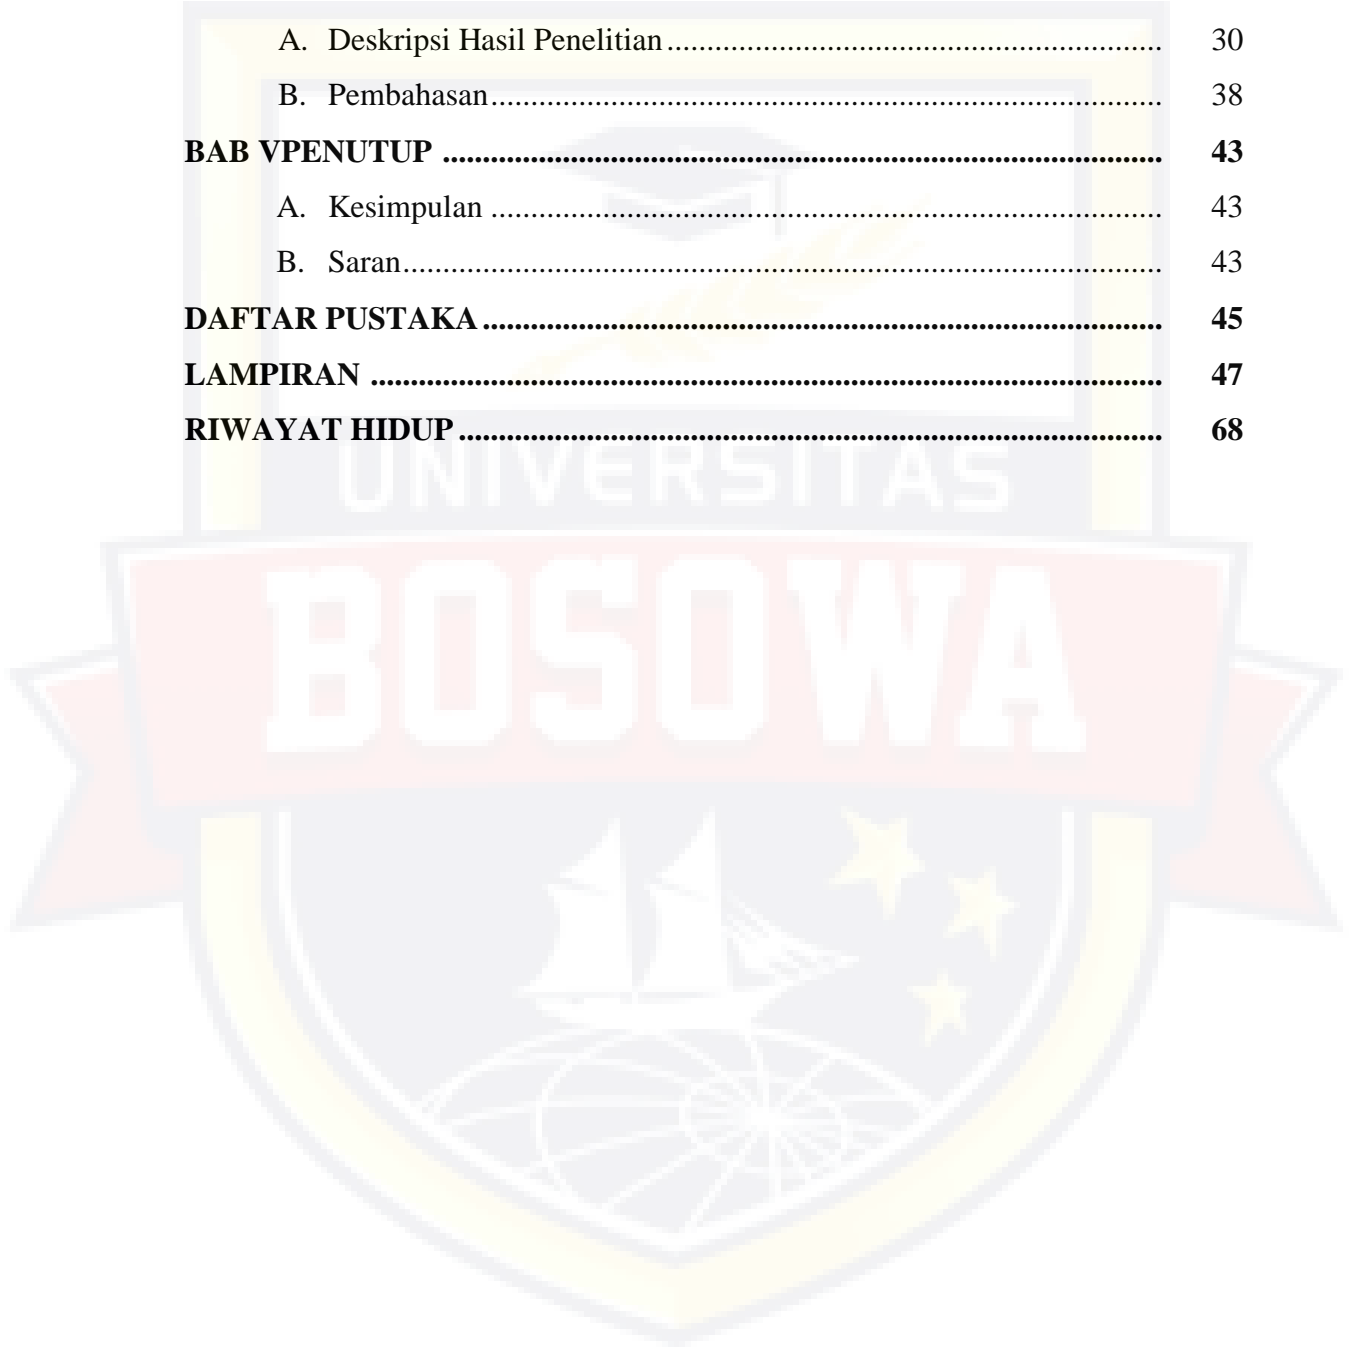 A. Deskripsi Hasil Penelitian.............................................................. 30
B. Pembahasan.................................................................................... 38
BAB VPENUTUP .......................................................................................... 43
A. Kesimpulan .................................................................................... 43
B. Saran............................................................................................... 43
DAFTAR PUSTAKA ..................................................................................... 45
LAMPIRAN ................................................................................................... 47
RIWAYAT HIDUP ........................................................................................ 68
UNIVERSITAS
BOSOWA